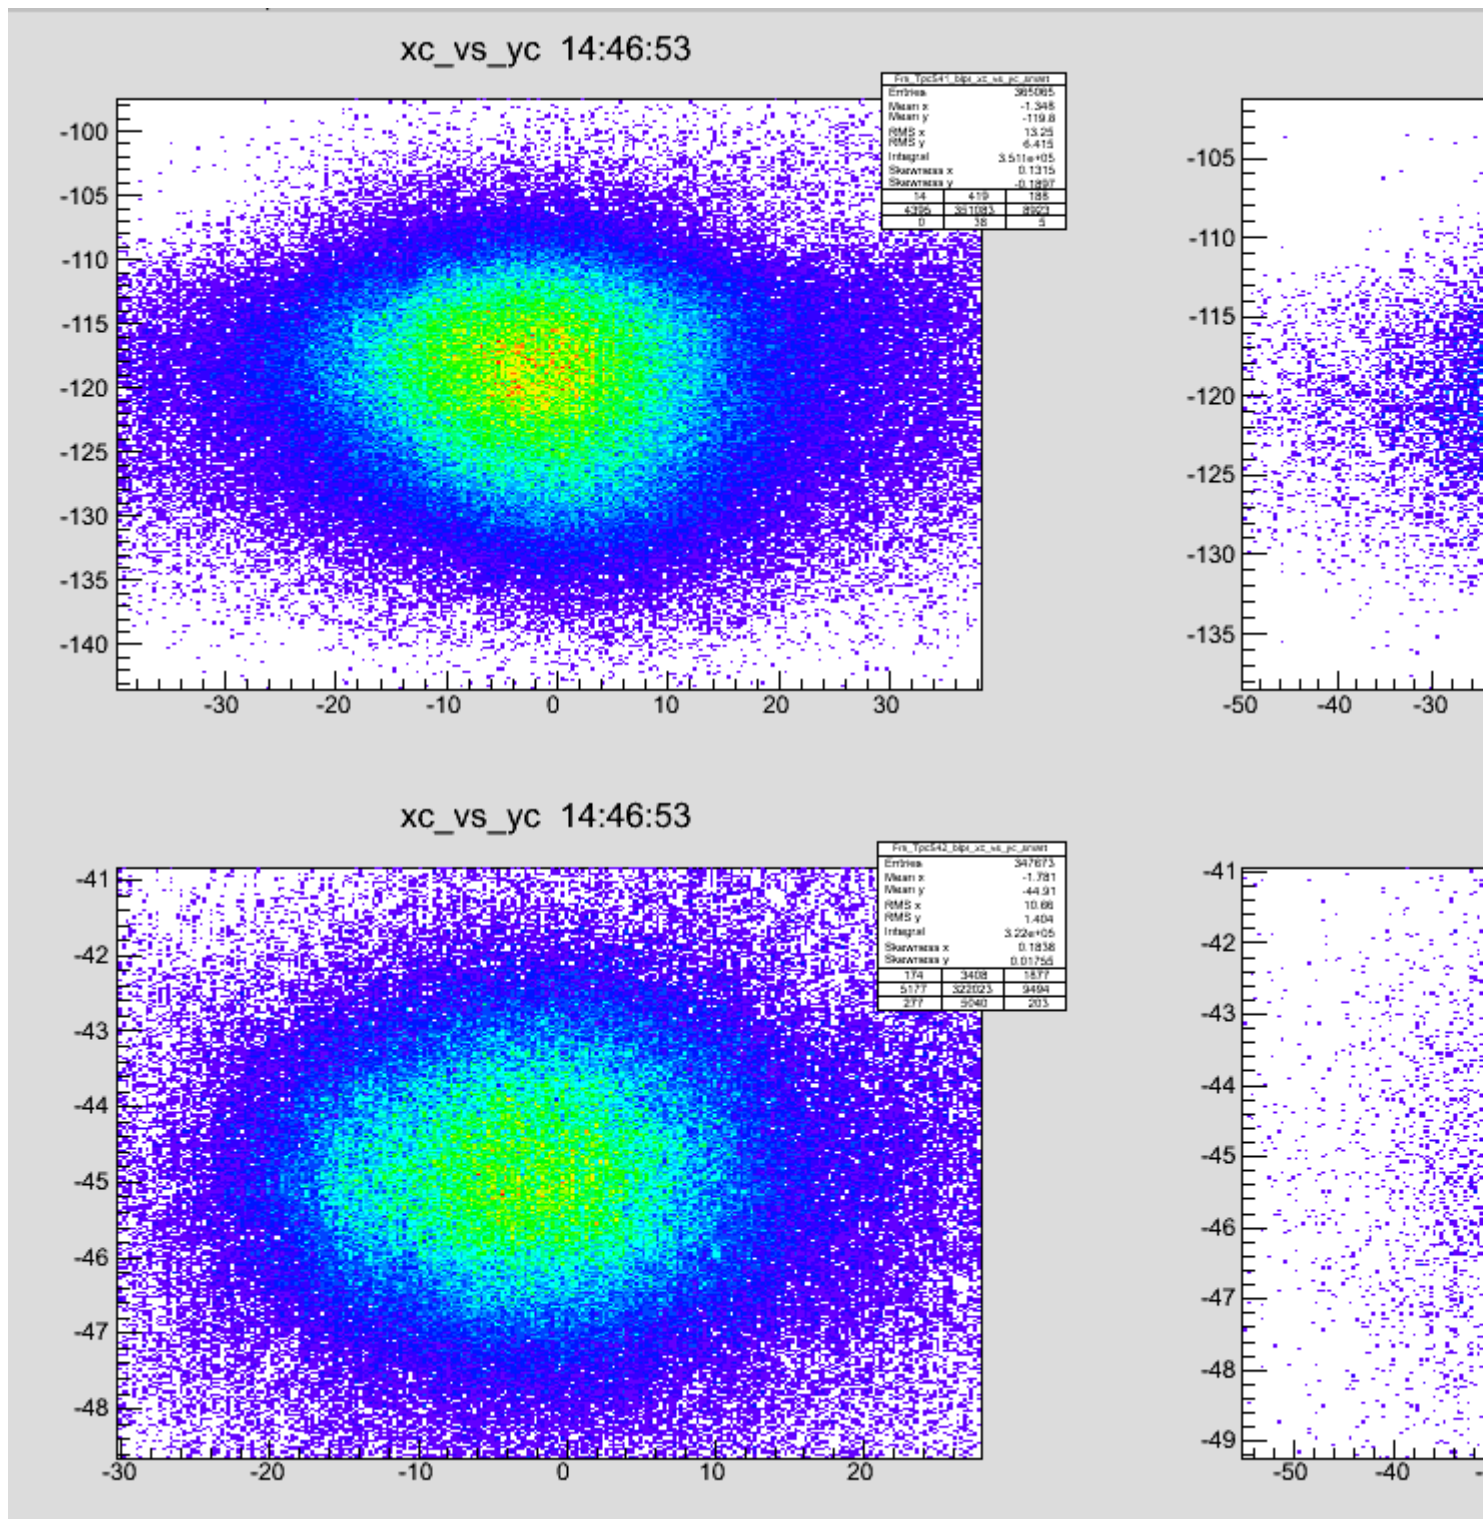 xc_vs_yc 14:46:53
Entries 365065
Mean x -1.348
Mean y -119.8
RMS x 13.25
RMS y 6.415
Integral 3.511e+05
Skewness x 0.1315
Skewness y -0.1897
14 419 185
4395 351083 8923
0 38 5
-100
-105
-110
-115
-120
-125
-130
-135
-140
-30 -20 -10 0 10 20 30
-105
-110
-115
-120
-125
-130
-135
-50 -40 -30
xc_vs_yc 14:46:53
Entries 347673
Mean x -1.781
Mean y -44.91
RMS x 10.66
RMS y 1.404
Integral 3.22e+05
Skewness x 0.1838
Skewness y 0.01755
174 3408 1877
5177 322023 9494
277 5040 203
-41
-42
-43
-44
-45
-46
-47
-48
-30 -20 -10 0 10 20
-41
-42
-43
-44
-45
-46
-47
-48
-49
-50 -40